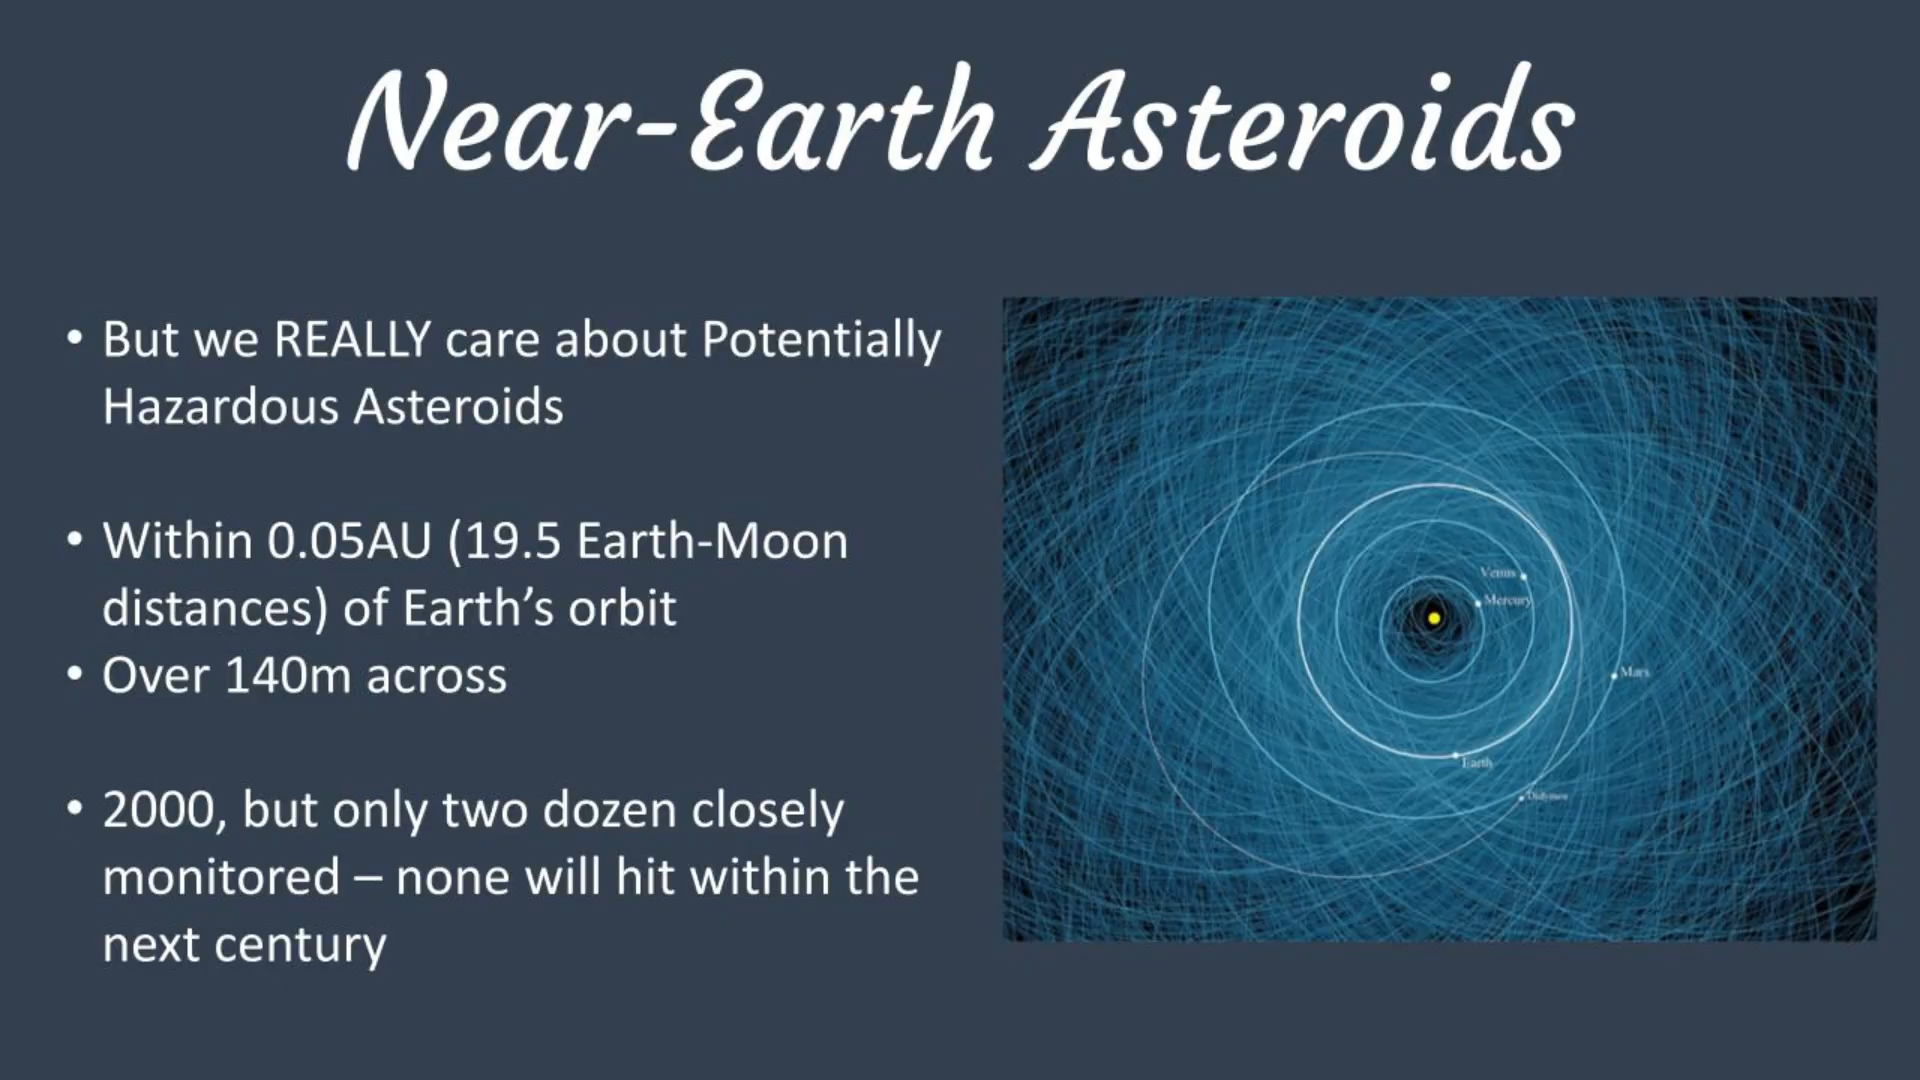 Near-Earth Asteroids
• But we REALLY care about Potentially
Hazardous Asteroids
• Within 0.05AU (19.5 Earth-Moon
distances) of Earth’s orbit
• Over 140m across
• 2000, but only two dozen closely
monitored – none will hit within the
next century
Venus
Mercury
Mars
Earth
Didymos